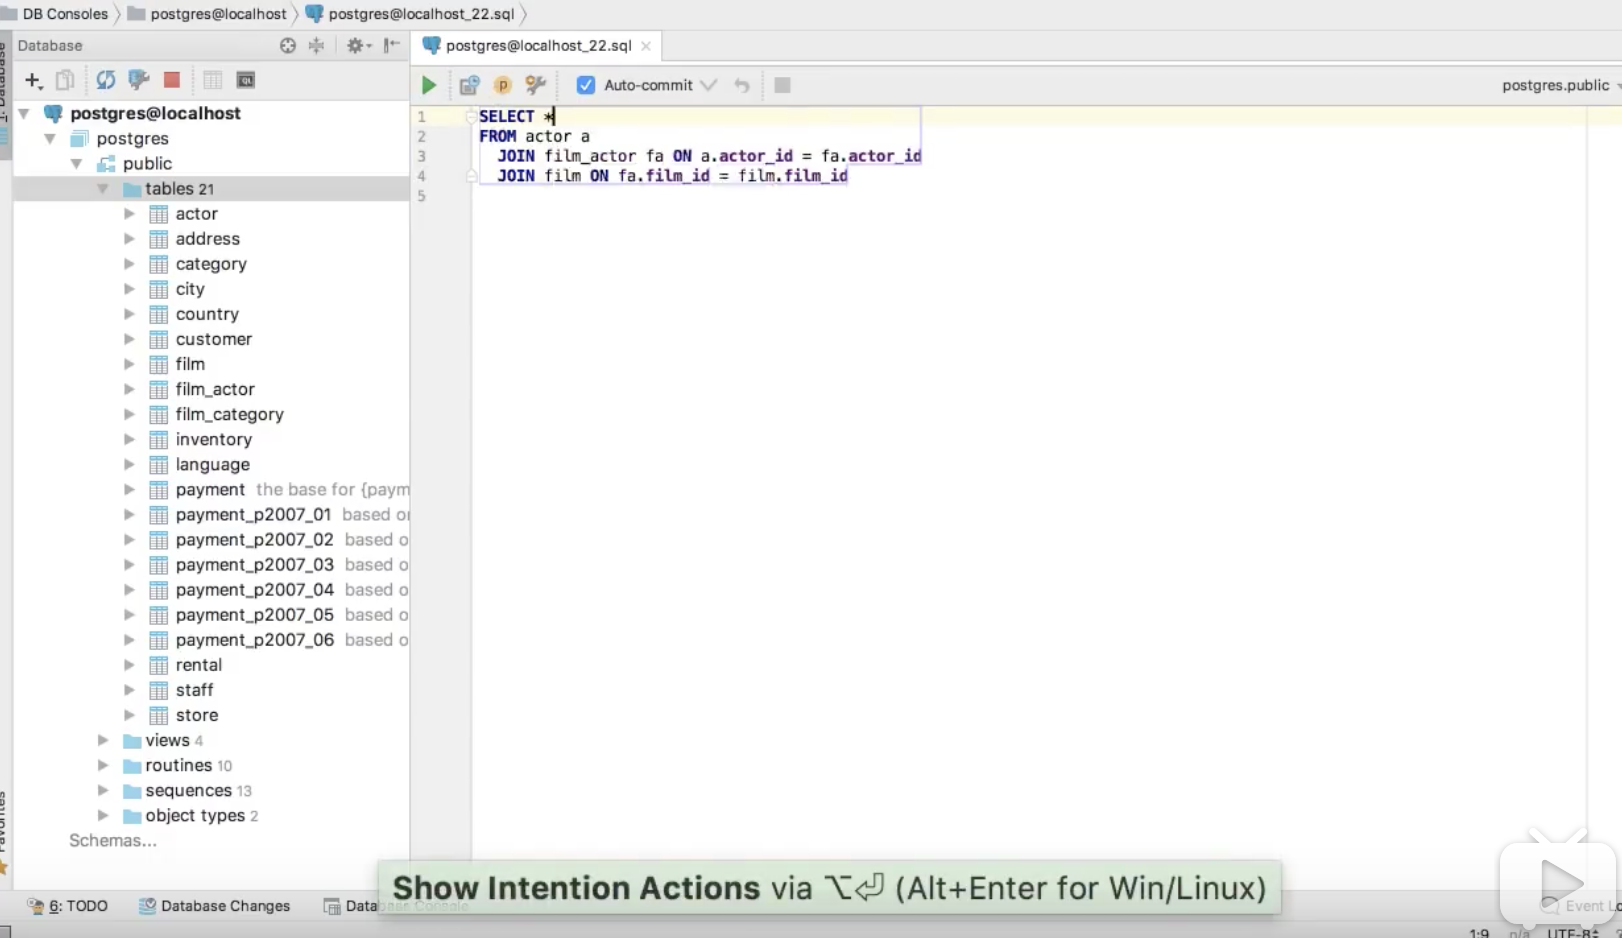 DB Consoles
postgres@localhost
postgres@localhost_22.sql
Database
postgres@localhost_22.sql
Auto-commit
postgres.public
postgres@localhost
postgres
public
tables 21
actor
address
category
city
country
customer
film
film_actor
film_category
inventory
language
payment the base for {paym
payment_p2007_01 based o
payment_p2007_02 based o
payment_p2007_03 based o
payment_p2007_04 based o
payment_p2007_05 based o
payment_p2007_06 based o
rental
staff
store
views 4
routines 10
sequences 13
object types 2
Schemas...
1 SELECT *
2 FROM actor a
3 JOIN film_actor fa ON a.actor_id = fa.actor_id
4 JOIN film ON fa.film_id = film.film_id
5
Show Intention Actions via ⌥⏎ (Alt+Enter for Win/Linux)
6: TODO
Database Changes
Database Console
Event Lo
1:9 n/a UTF-8